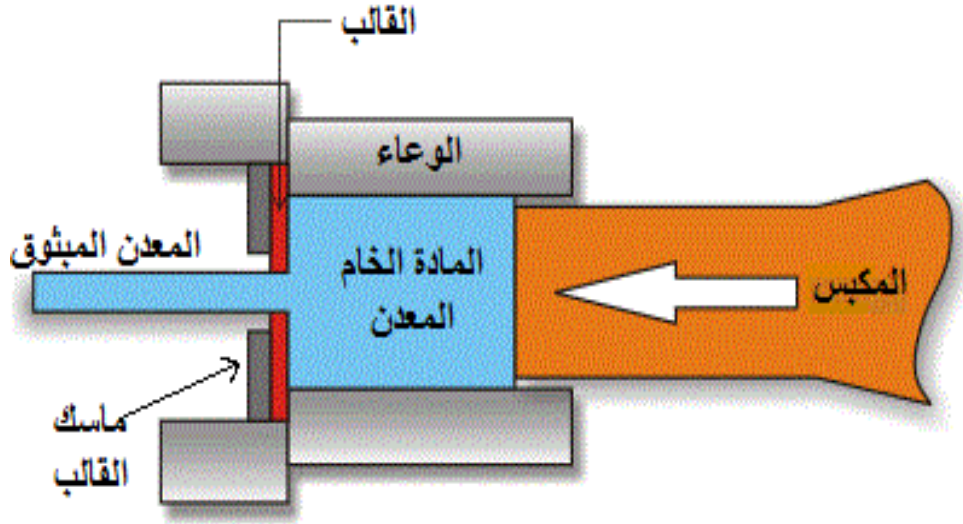 القالب
الوعاء
المعدن المبثوق
المادة الخام
المعدن
المكبس
ماسك
القالب